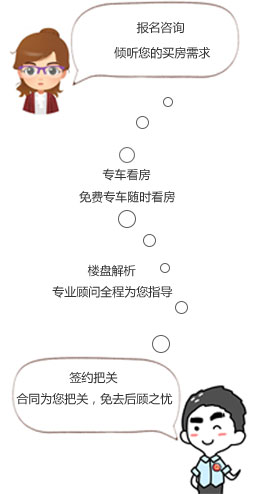 报名咨询
倾听您的买房需求
专车看房
免费专车随时看房
楼盘解析
专业顾问全程为您指导
签约把关
合同为您把关，免去后顾之忧